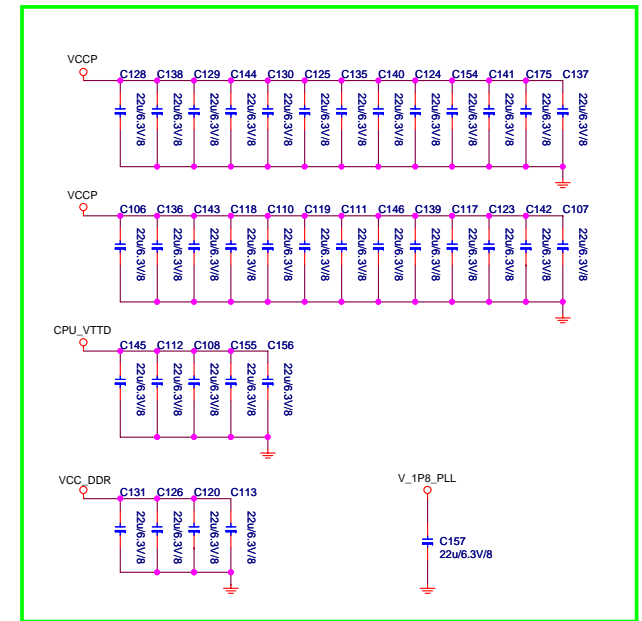 VCCP
C128 C138 C129 C144 C130 C125 C135 C140 C124 C154 C141 C175 C137
22u/6.3V/8 22u/6.3V/8 22u/6.3V/8 22u/6.3V/8 22u/6.3V/8 22u/6.3V/8 22u/6.3V/8 22u/6.3V/8 22u/6.3V/8 22u/6.3V/8 22u/6.3V/8 22u/6.3V/8 22u/6.3V/8
VCCP
C106 C136 C143 C118 C110 C119 C111 C146 C139 C117 C123 C142 C107
22u/6.3V/8 22u/6.3V/8 22u/6.3V/8 22u/6.3V/8 22u/6.3V/8 22u/6.3V/8 22u/6.3V/8 22u/6.3V/8 22u/6.3V/8 22u/6.3V/8 22u/6.3V/8 22u/6.3V/8 22u/6.3V/8
CPU_VTTD
C145 C112 C108 C155 C156
22u/6.3V/8 22u/6.3V/8 22u/6.3V/8 22u/6.3V/8 22u/6.3V/8
VCC_DDR
C131 C126 C120 C113
22u/6.3V/8 22u/6.3V/8 22u/6.3V/8 22u/6.3V/8
V_1P8_PLL
C157
22u/6.3V/8